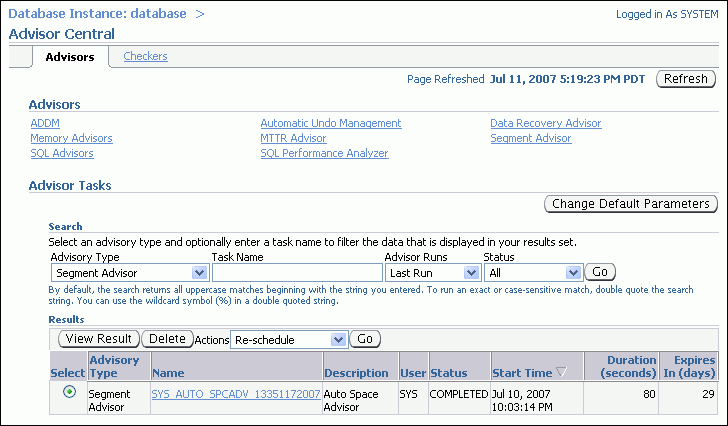 Database Instance: database >
Logged in As SYSTEM
Advisor Central
Advisors Checkers
Page Refreshed Jul 11, 2007 5:19:23 PM PDT Refresh
Advisors
ADDM Automatic Undo Management Data Recovery Advisor
Memory Advisors MTTR Advisor Segment Advisor
SQL Advisors SQL Performance Analyzer
Advisor Tasks
Change Default Parameters
Search
Select an advisory type and optionally enter a task name to filter the data that is displayed in your results set.
Advisory Type Task Name Advisor Runs Status
Segment Advisor Last Run All Go
By default, the search returns all uppercase matches beginning with the string you entered. To run an exact or case-sensitive match, double quote the search
string. You can use the wildcard symbol (%) in a double quoted string.
Results
View Result Delete Actions Re-schedule Go
Select Advisory Type Name Description User Status Start Time Duration (seconds) Expires In (days)
Segment Advisor SYS_AUTO_SPCADV_13351172007 Auto Space Advisor SYS COMPLETED Jul 10, 2007 10:03:14 PM 80 29